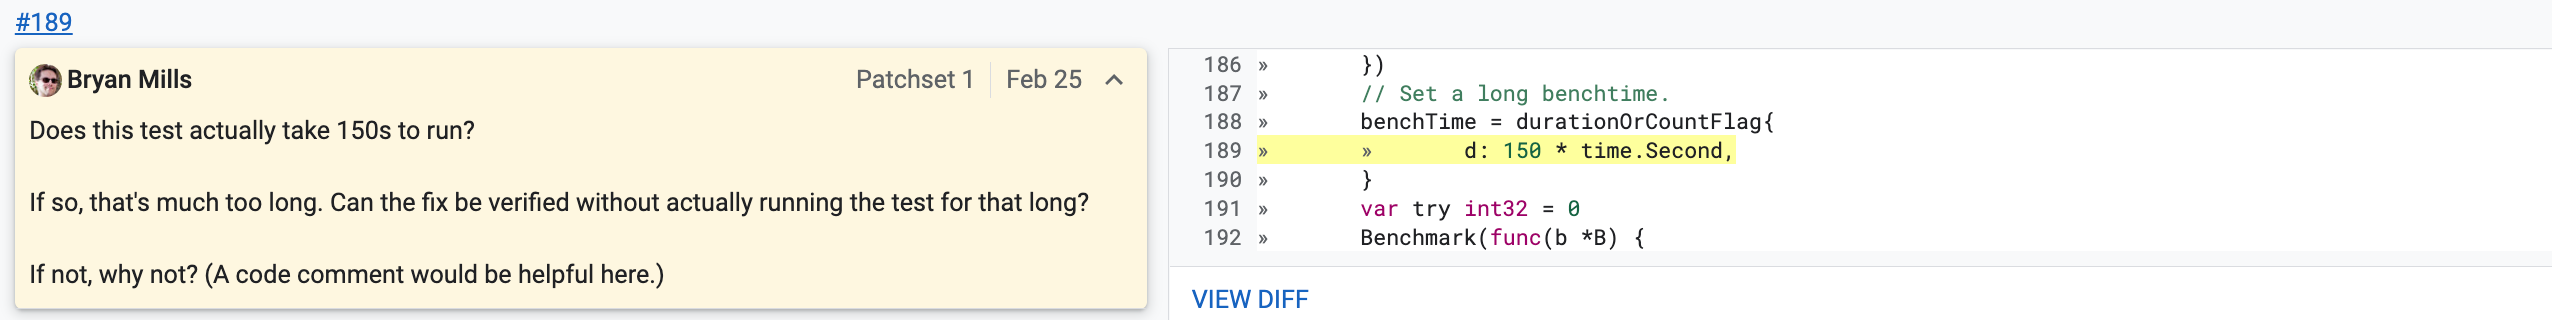 #189
Bryan Mills
Patchset 1
Feb 25
Does this test actually take 150s to run?
If so, that's much too long. Can the fix be verified without actually running the test for that long?
If not, why not? (A code comment would be helpful here.)
186 » })
187 » // Set a long benchtime.
188 » benchTime = durationOrCountFlag{
189 » » d: 150 * time.Second,
190 » }
191 » var try int32 = 0
192 » Benchmark(func(b *B) {
VIEW DIFF